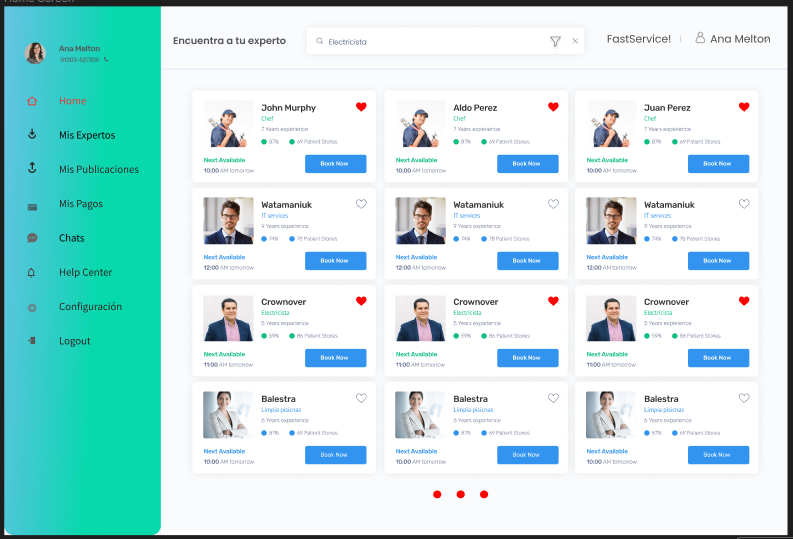 Home Screen
Ana Melton
01303-527300
Home
Mis Expertos
Mis Publicaciones
Mis Pagos
Chats
Help Center
Configuración
Logout
Encuentra a tu experto
Electricista
FastService!
Ana Melton
John Murphy
Chef
7 Years experience
87% 69 Patient Stories
Next Available
10:00 AM tomorrow
Book Now
Aldo Perez
Chef
7 Years experience
87% 69 Patient Stories
Next Available
10:00 AM tomorrow
Book Now
Juan Perez
Chef
7 Years experience
87% 69 Patient Stories
Next Available
10:00 AM tomorrow
Book Now
Watamaniuk
IT services
9 Years experience
74% 78 Patient Stories
Next Available
12:00 AM tomorrow
Book Now
Watamaniuk
IT services
9 Years experience
74% 78 Patient Stories
Next Available
12:00 AM tomorrow
Book Now
Watamaniuk
IT services
9 Years experience
74% 78 Patient Stories
Next Available
12:00 AM tomorrow
Book Now
Crownover
Electricista
5 Years experience
59% 86 Patient Stories
Next Available
11:00 AM tomorrow
Book Now
Crownover
Electricista
5 Years experience
59% 86 Patient Stories
Next Available
11:00 AM tomorrow
Book Now
Crownover
Electricista
5 Years experience
59% 86 Patient Stories
Next Available
11:00 AM tomorrow
Book Now
Balestra
Limpia pisicnas
6 Years experience
87% 69 Patient Stories
Next Available
10:00 AM tomorrow
Book Now
Balestra
Limpia pisicnas
6 Years experience
87% 69 Patient Stories
Next Available
10:00 AM tomorrow
Book Now
Balestra
Limpia pisicnas
6 Years experience
87% 69 Patient Stories
Next Available
10:00 AM tomorrow
Book Now